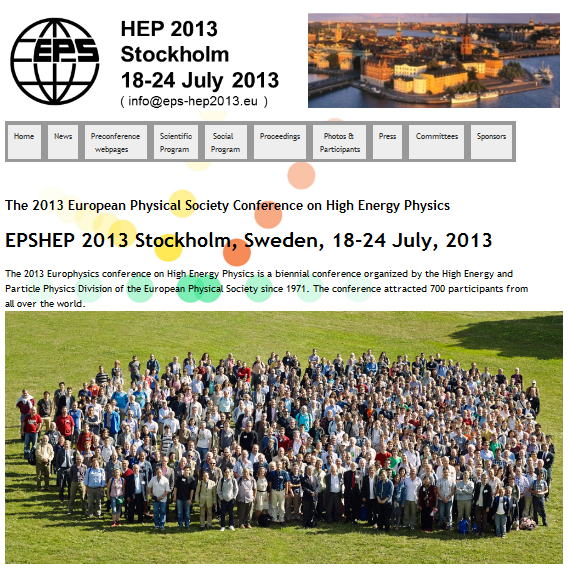 EPS
HEP 2013
Stockholm
18-24 July 2013
( info@eps-hep2013.eu )
Home
News
Preconference
webpages
Scientific
Program
Social
Program
Proceedings
Photos &
Participants
Press
Committees
Sponsors
The 2013 European Physical Society Conference on High Energy Physics
EPSHEP 2013 Stockholm, Sweden, 18-24 July, 2013
The 2013 Europhysics conference on High Energy Physics is a biennial conference organized by the High Energy and
Particle Physics Division of the European Physical Society since 1971. The conference attracted 700 participants from
all over the world.